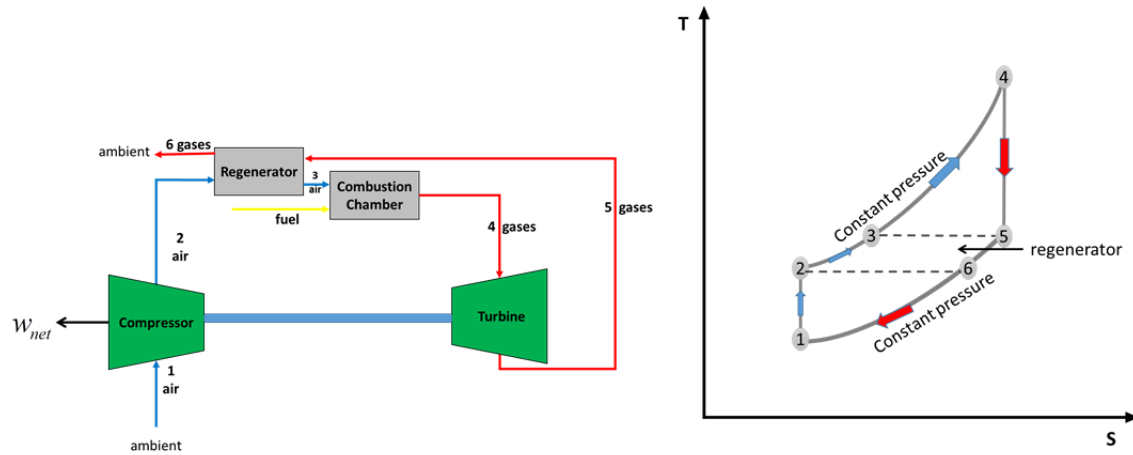 6 gases
ambient
Regenerator
3
air
Combustion
Chamber
fuel
4 gases
5
gases
2
air
Compressor
Turbine
w_net
1
air
ambient
T
4
Constant pressure
3
5
regenerator
2
6
Constant pressure
1
S